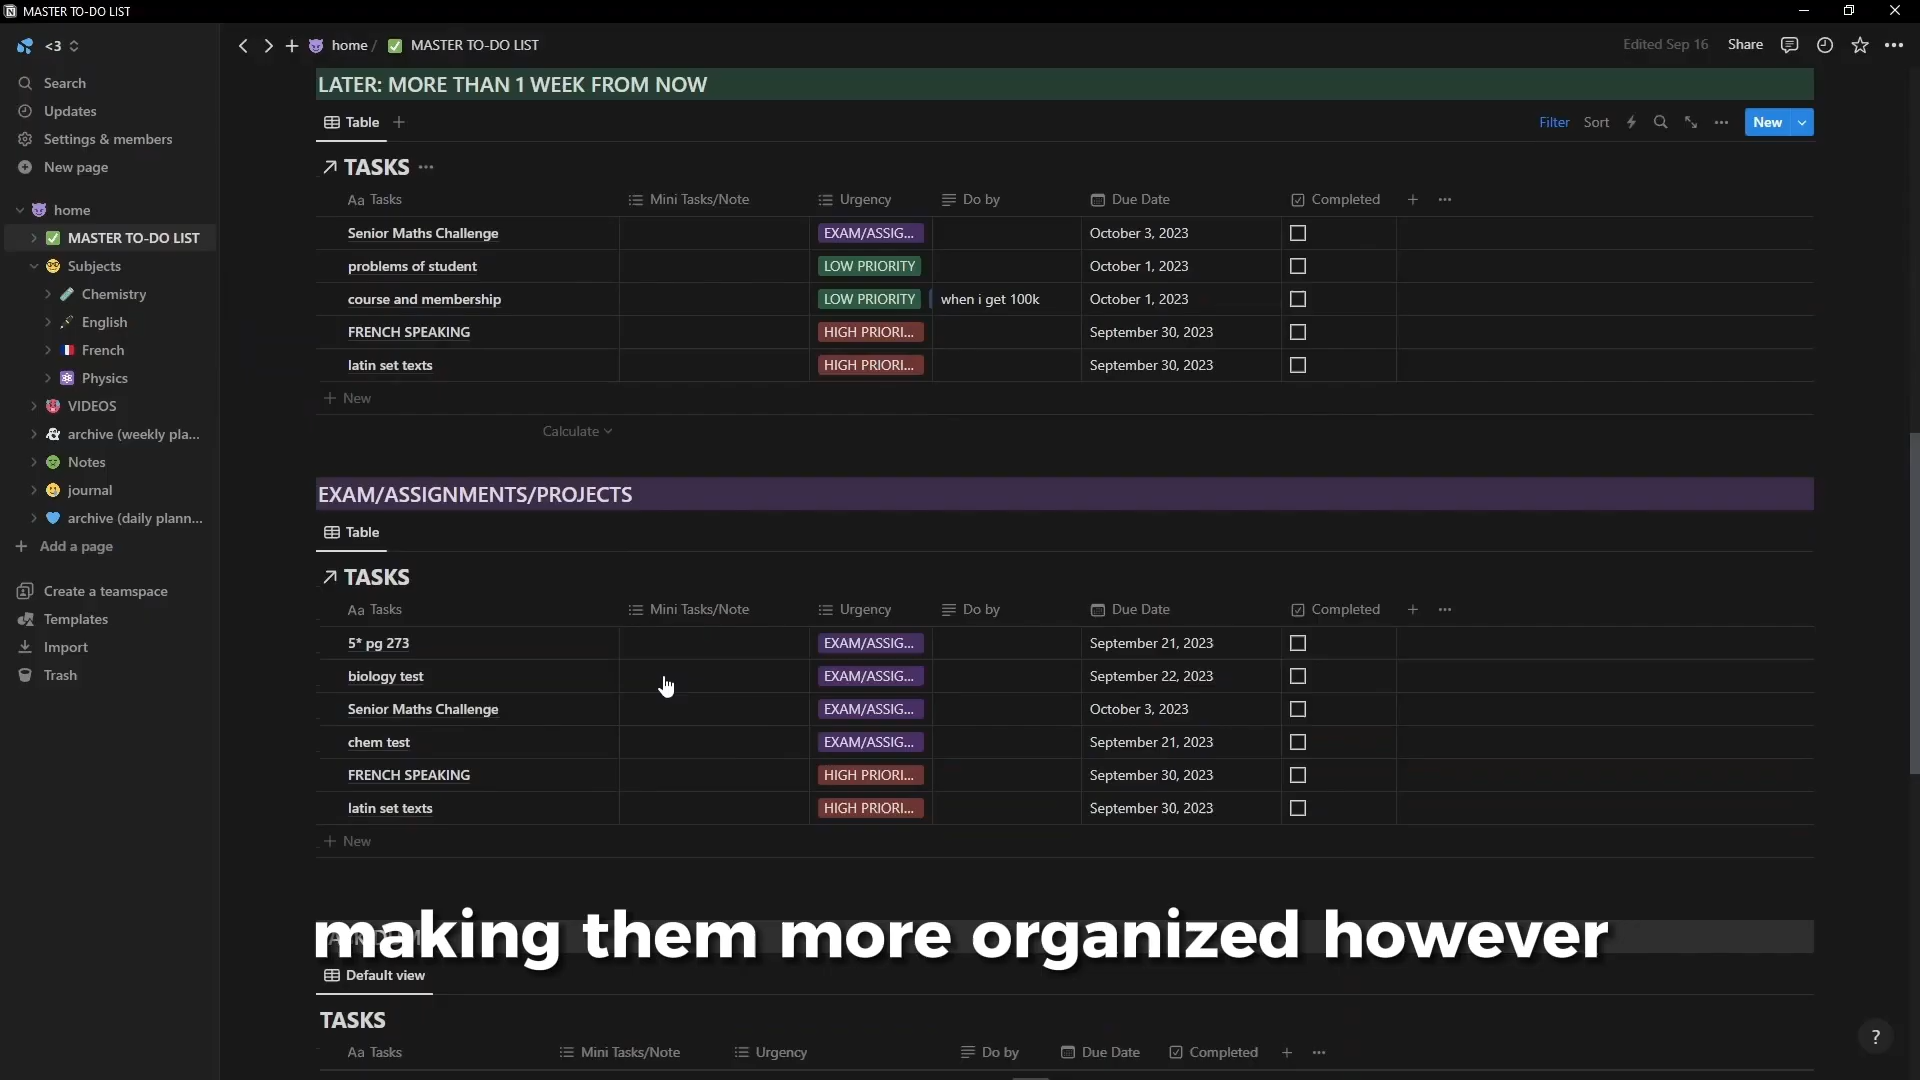 MASTER TO-DO LIST
<3
home / MASTER TO-DO LIST
Edited Sep 16 Share
Search
Updates
Settings & members
New page
home
MASTER TO-DO LIST
Subjects
Chemistry
English
French
Physics
VIDEOS
archive (weekly pla...
Notes
journal
archive (daily plann...
Add a page
Create a teamspace
Templates
Import
Trash
LATER: MORE THAN 1 WEEK FROM NOW
Table
Filter Sort New
TASKS
Aa Tasks Mini Tasks/Note Urgency Do by Due Date Completed
Senior Maths Challenge EXAM/ASSIG... October 3, 2023
problems of student LOW PRIORITY October 1, 2023
course and membership LOW PRIORITY when i get 100k October 1, 2023
FRENCH SPEAKING HIGH PRIORI... September 30, 2023
latin set texts HIGH PRIORI... September 30, 2023
+ New
Calculate
EXAM/ASSIGNMENTS/PROJECTS
Table
TASKS
Aa Tasks Mini Tasks/Note Urgency Do by Due Date Completed
5* pg 273 EXAM/ASSIG... September 21, 2023
biology test EXAM/ASSIG... September 22, 2023
Senior Maths Challenge EXAM/ASSIG... October 3, 2023
chem test EXAM/ASSIG... September 21, 2023
FRENCH SPEAKING HIGH PRIORI... September 30, 2023
latin set texts HIGH PRIORI... September 30, 2023
+ New
making them more organized however
Default view
TASKS
Aa Tasks Mini Tasks/Note Urgency Do by Due Date Completed
?